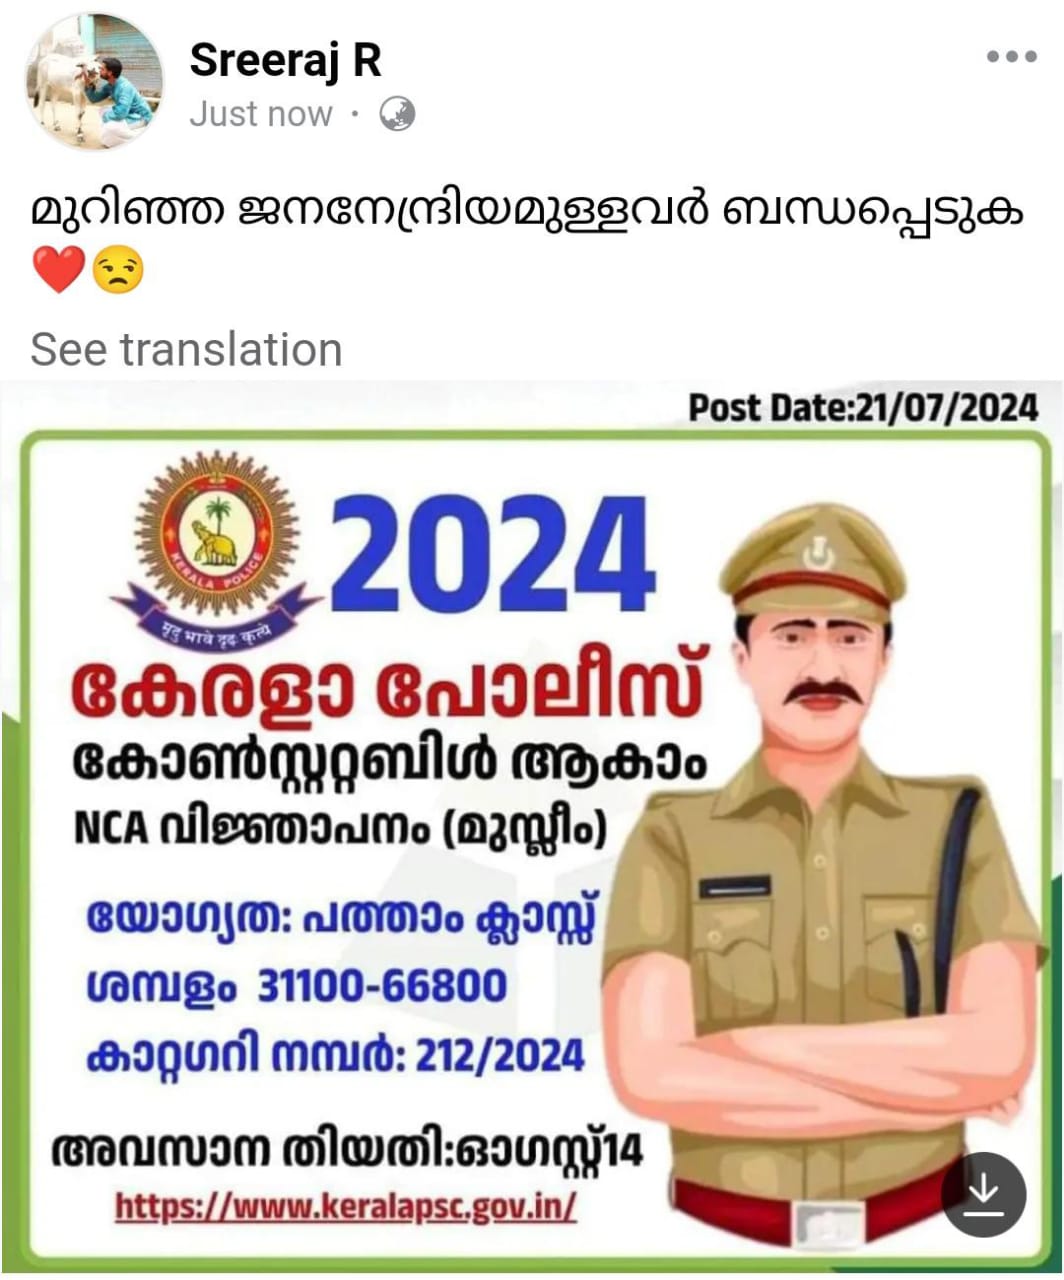 Sreeraj R
Just now ·
മുറിഞ്ഞ ജനനേന്ദ്രിയമുള്ളവർ ബന്ധപ്പെടുക
❤️😒
See translation
Post Date:21/07/2024
KERALA POLICE
मृदु भावे दृढ कृत्ये
2024
കേരളാ പോലീസ്
കോൺസ്റ്റബിൾ ആകാം
NCA വിജ്ഞാപനം (മുസ്ലീം)
യോഗ്യത: പത്താം ക്ലാസ്സ്
ശമ്പളം 31100-66800
കാറ്റഗറി നമ്പർ: 212/2024
അവസാന തിയതി:ഓഗസ്റ്റ്14
https://www.keralapsc.gov.in/